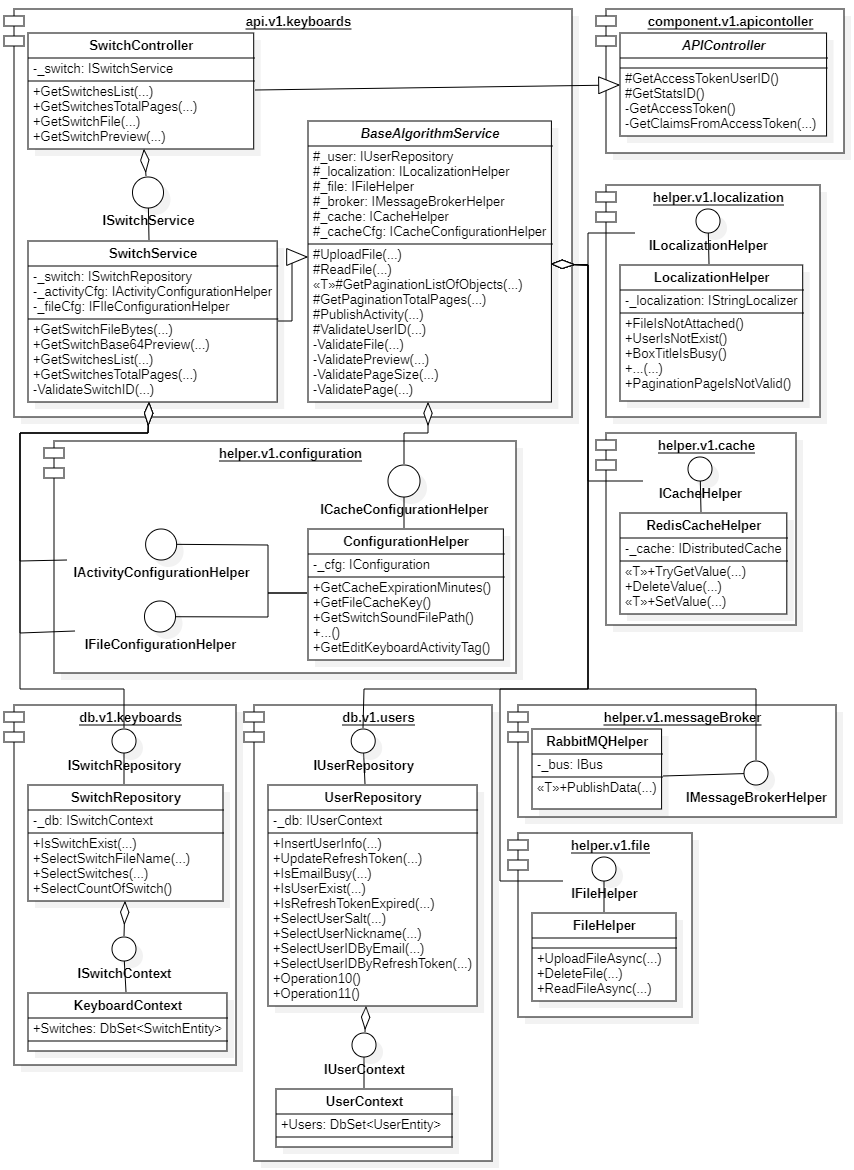 api.v1.keyboards
SwitchController
-_switch: ISwitchService
+GetSwitchesList(...)
+GetSwitchesTotalPages(...)
+GetSwitchFile(...)
+GetSwitchPreview(...)
ISwitchService
SwitchService
-_switch: ISwitchRepository
-_activityCfg: IActivityConfigurationHelper
-_fileCfg: IFIleConfigurationHelper
+GetSwitchFileBytes(...)
+GetSwitchBase64Preview(...)
+GetSwitchesList(...)
+GetSwitchesTotalPages(...)
-ValidateSwitchID(...)
BaseAlgorithmService
#_user: IUserRepository
#_localization: ILocalizationHelper
#_file: IFileHelper
#_broker: IMessageBrokerHelper
#_cache: ICacheHelper
#_cacheCfg: ICacheConfigurationHelper
#UploadFile(...)
#ReadFile(...)
«T»#GetPaginationListOfObjects(...)
#GetPaginationTotalPages(...)
#PublishActivity(...)
#ValidateUserID(...)
-ValidateFile(...)
-ValidatePreview(...)
-ValidatePageSize(...)
-ValidatePage(...)
component.v1.apicontoller
APIController
#GetAccessTokenUserID()
#GetStatsID()
-GetAccessToken()
-GetClaimsFromAccessToken(...)
helper.v1.localization
ILocalizationHelper
LocalizationHelper
-_localization: IStringLocalizer
+FileIsNotAttached()
+UserIsNotExist()
+BoxTitleIsBusy()
+...(...)
+PaginationPageIsNotValid()
helper.v1.configuration
ICacheConfigurationHelper
IActivityConfigurationHelper
IFileConfigurationHelper
ConfigurationHelper
-_cfg: IConfiguration
+GetCacheExpirationMinutes()
+GetFileCacheKey()
+GetSwitchSoundFilePath()
+...()
+GetEditKeyboardActivityTag()
helper.v1.cache
ICacheHelper
RedisCacheHelper
-_cache: IDistributedCache
«T»+TryGetValue(...)
+DeleteValue(...)
«T»+SetValue(...)
db.v1.keyboards
ISwitchRepository
SwitchRepository
-_db: ISwitchContext
+IsSwitchExist(...)
+SelectSwitchFileName(...)
+SelectSwitches(...)
+SelectCountOfSwitch()
ISwitchContext
KeyboardContext
+Switches: DbSet<SwitchEntity>
db.v1.users
IUserRepository
UserRepository
-_db: IUserContext
+InsertUserInfo(...)
+UpdateRefreshToken(...)
+IsEmailBusy(...)
+IsUserExist(...)
+IsRefreshTokenExpired(...)
+SelectUserSalt(...)
+SelectUserNickname(...)
+SelectUserIDByEmail(...)
+SelectUserIDByRefreshToken(...)
+Operation10()
+Operation11()
IUserContext
UserContext
+Users: DbSet<UserEntity>
helper.v1.messageBroker
RabbitMQHelper
-_bus: IBus
«T»+PublishData(...)
IMessageBrokerHelper
helper.v1.file
IFileHelper
FileHelper
+UploadFileAsync(...)
+DeleteFile(...)
+ReadFileAsync(...)